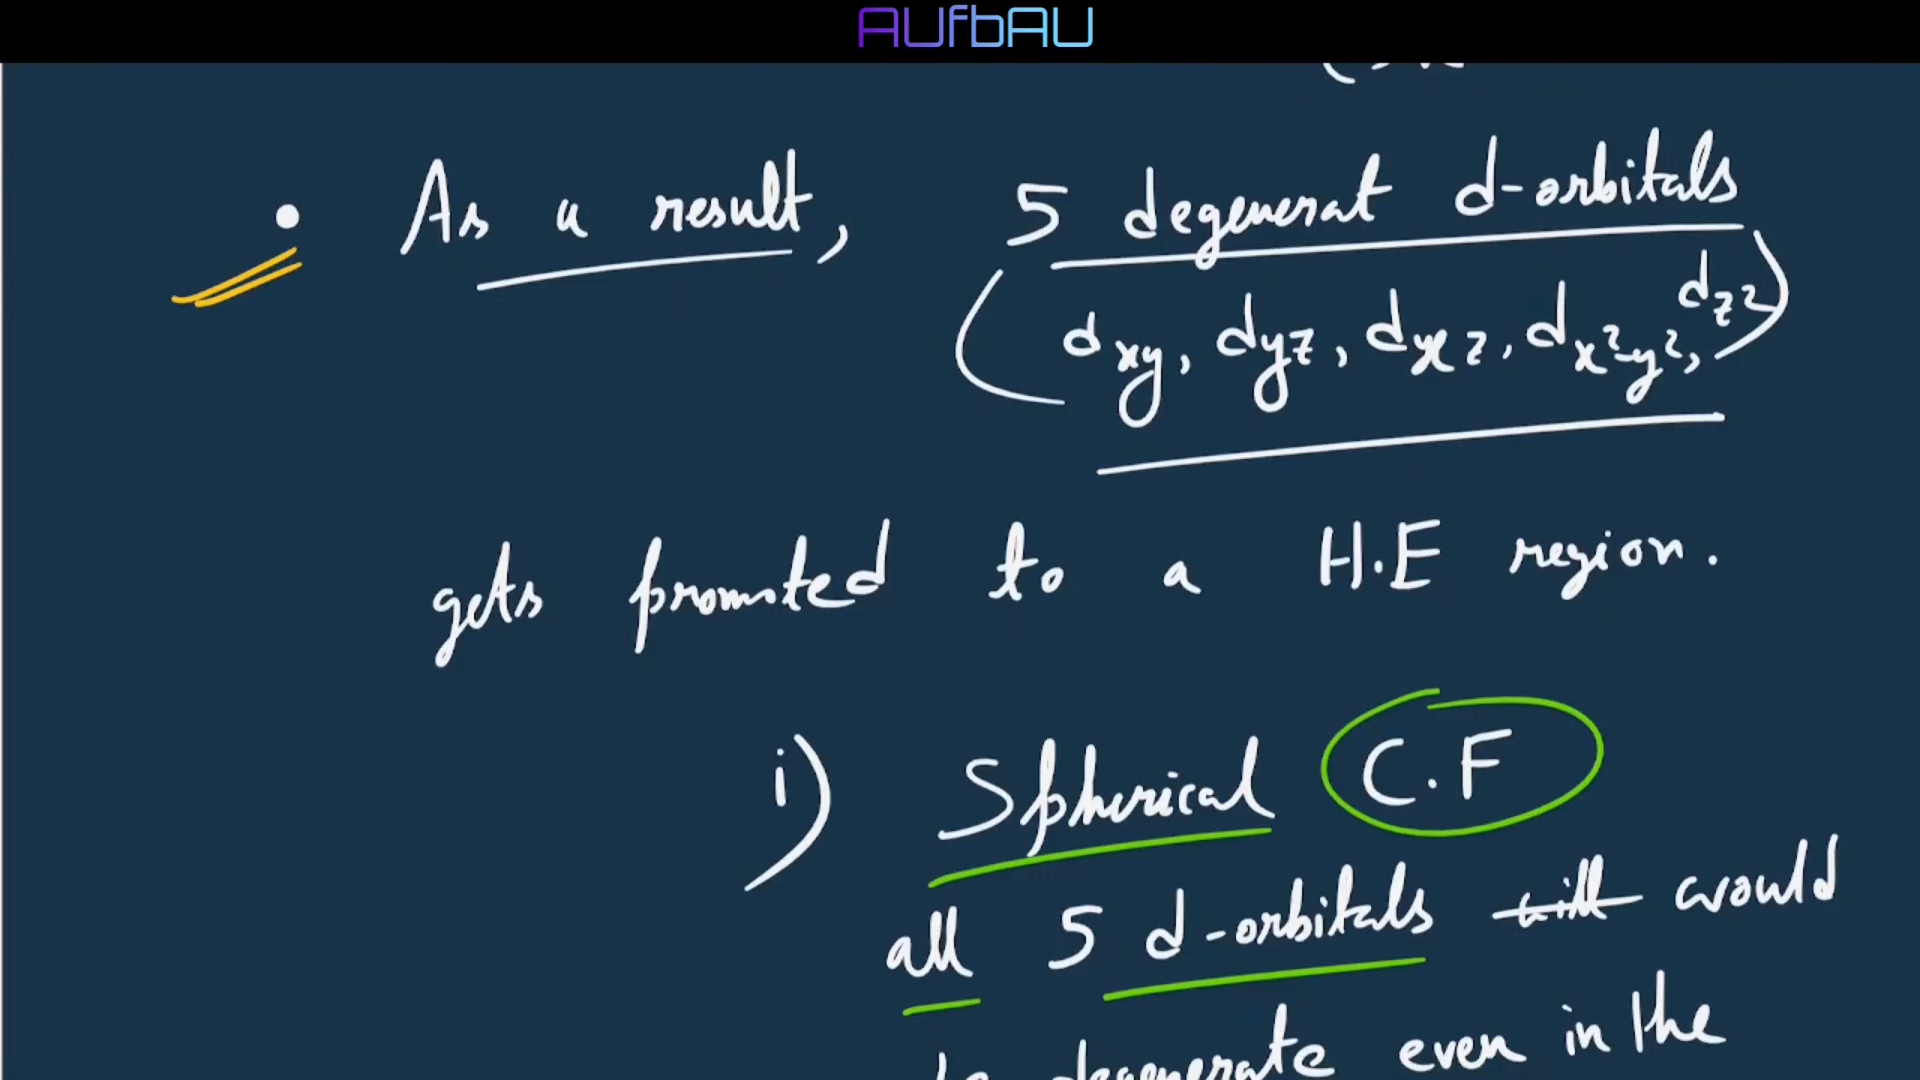 AUfbAU
• As a result, 5 degenerat d-orbitals
(dxy, dyz, dxz, dx²-y², dz²)
gets promoted to a H.E region.
i) Spherical C.F
all 5 d-orbitals will would
degenerate even in the